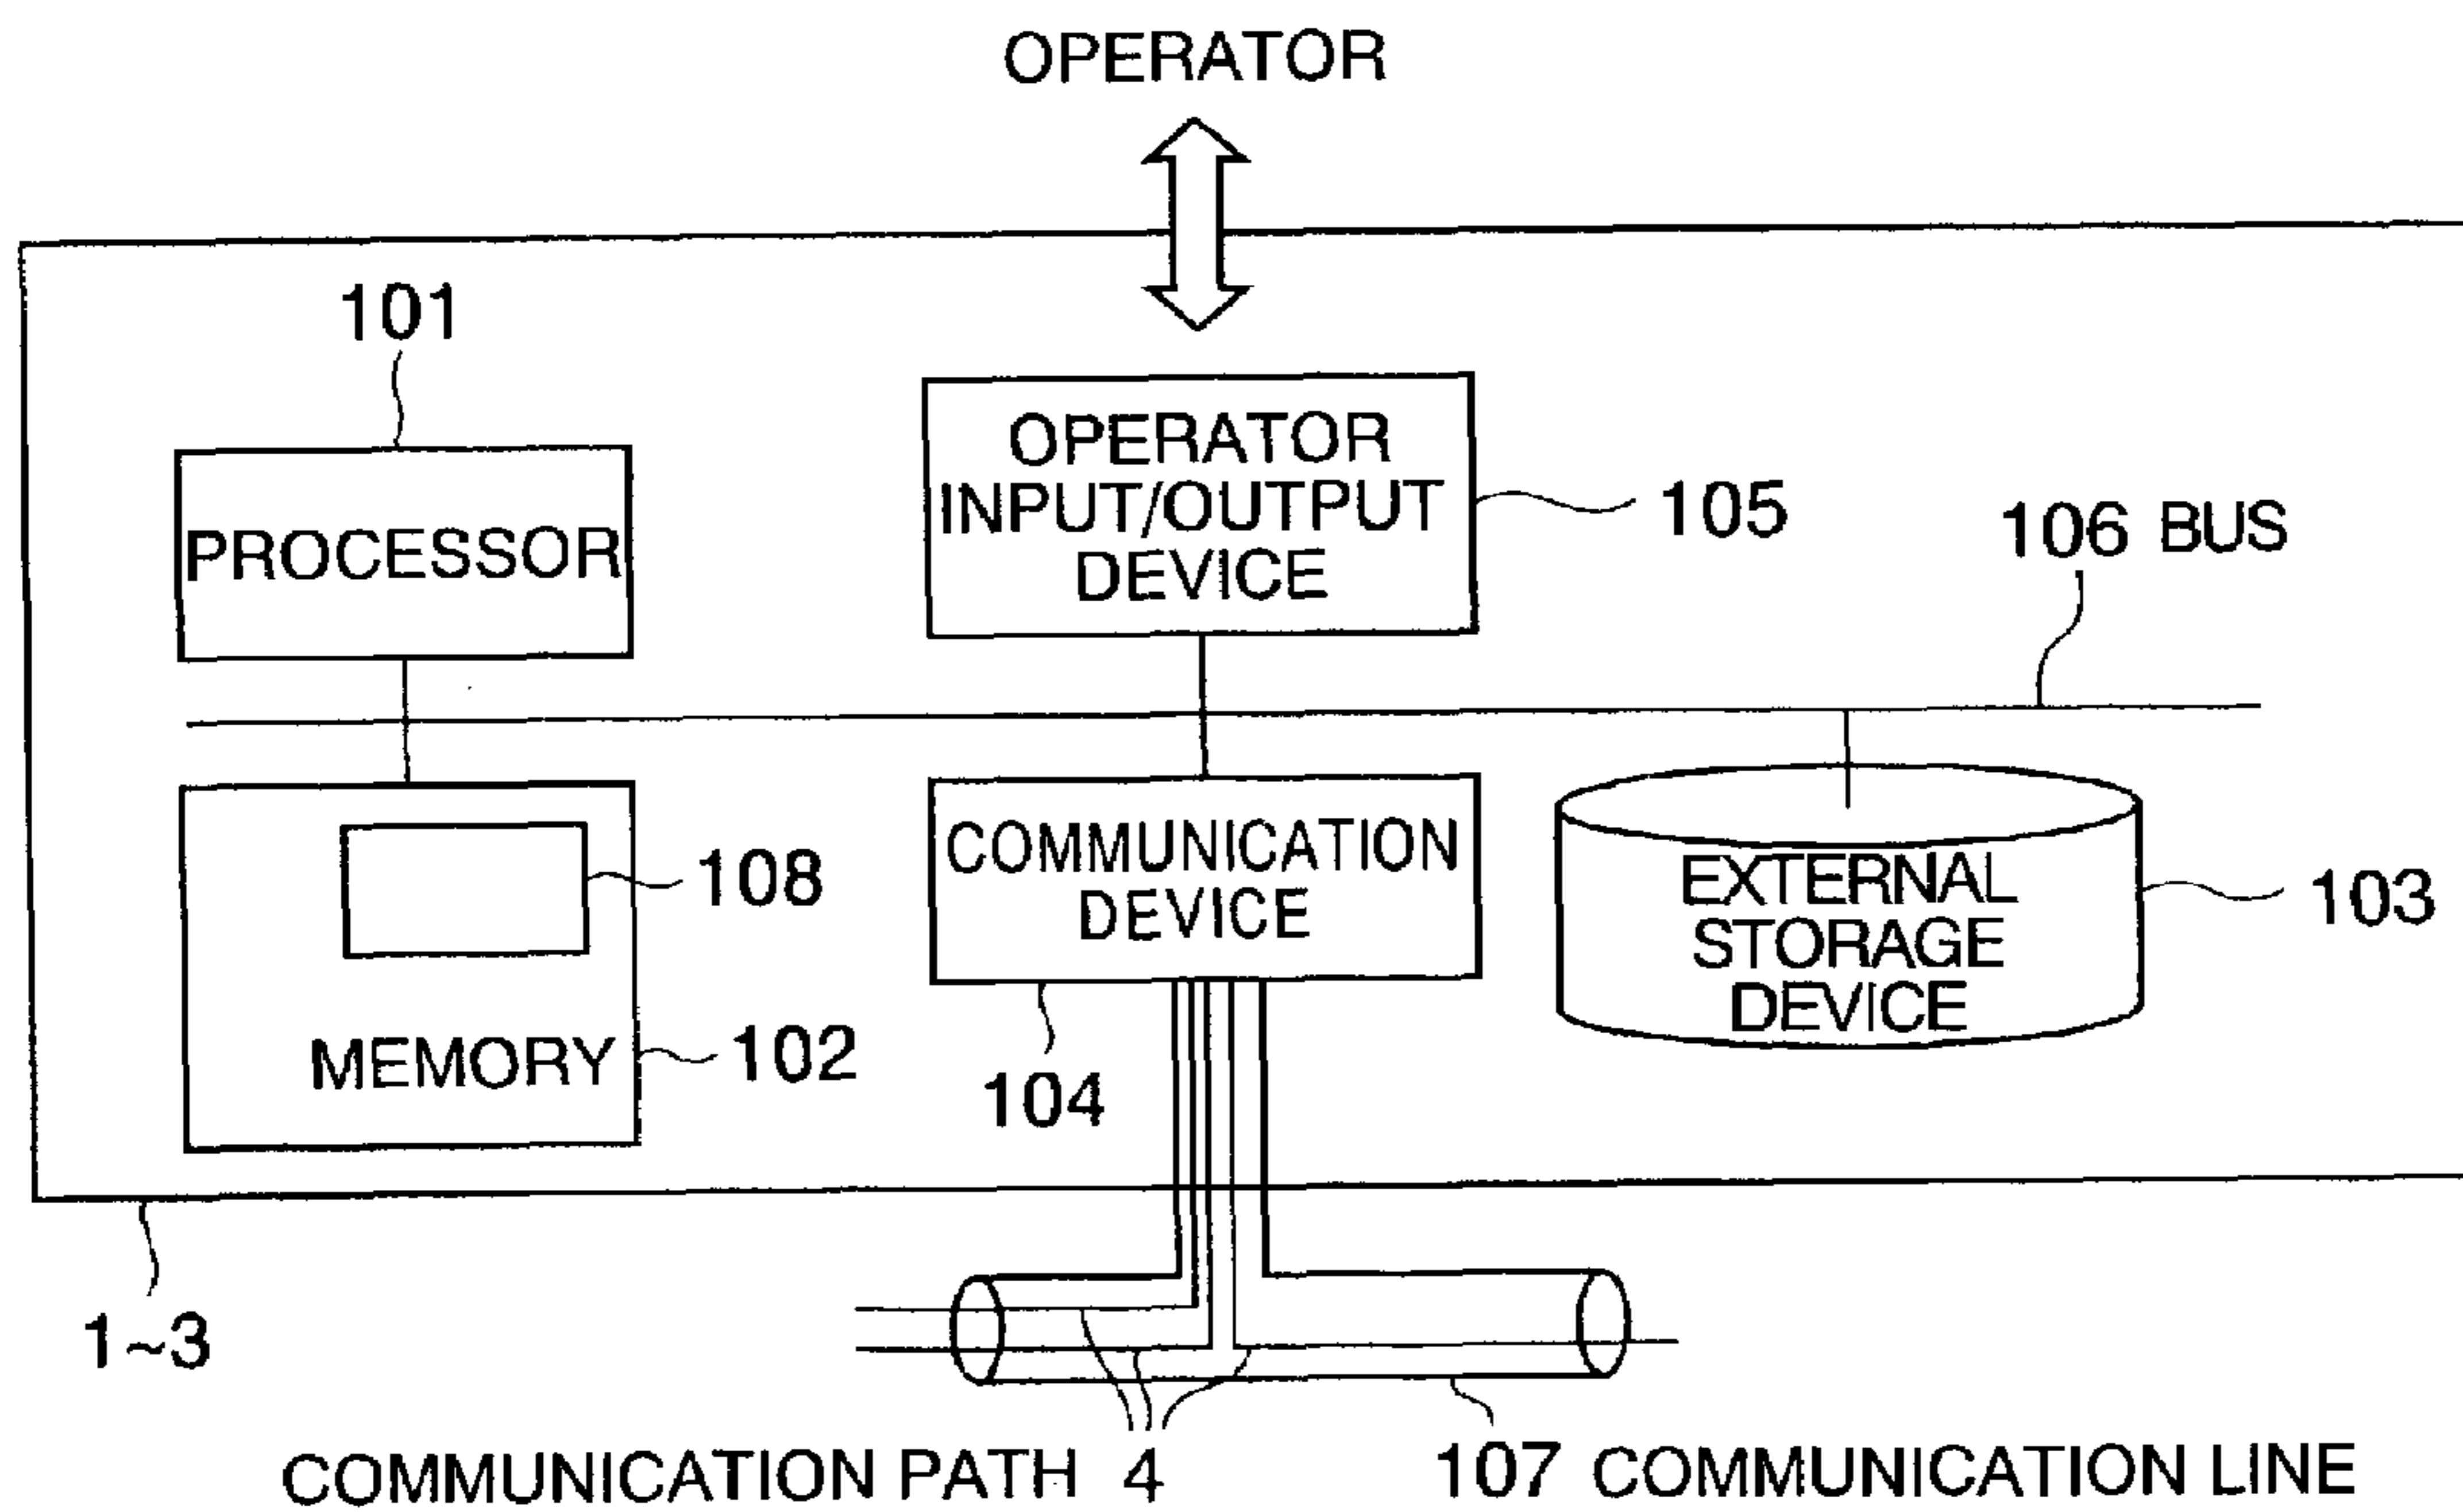 OPERATOR
101
PROCESSOR
OPERATOR
INPUT/OUTPUT
DEVICE
105
106 BUS
108
MEMORY
102
COMMUNICATION
DEVICE
104
EXTERNAL
STORAGE
DEVICE
103
1~3
COMMUNICATION PATH 4
107 COMMUNICATION LINE